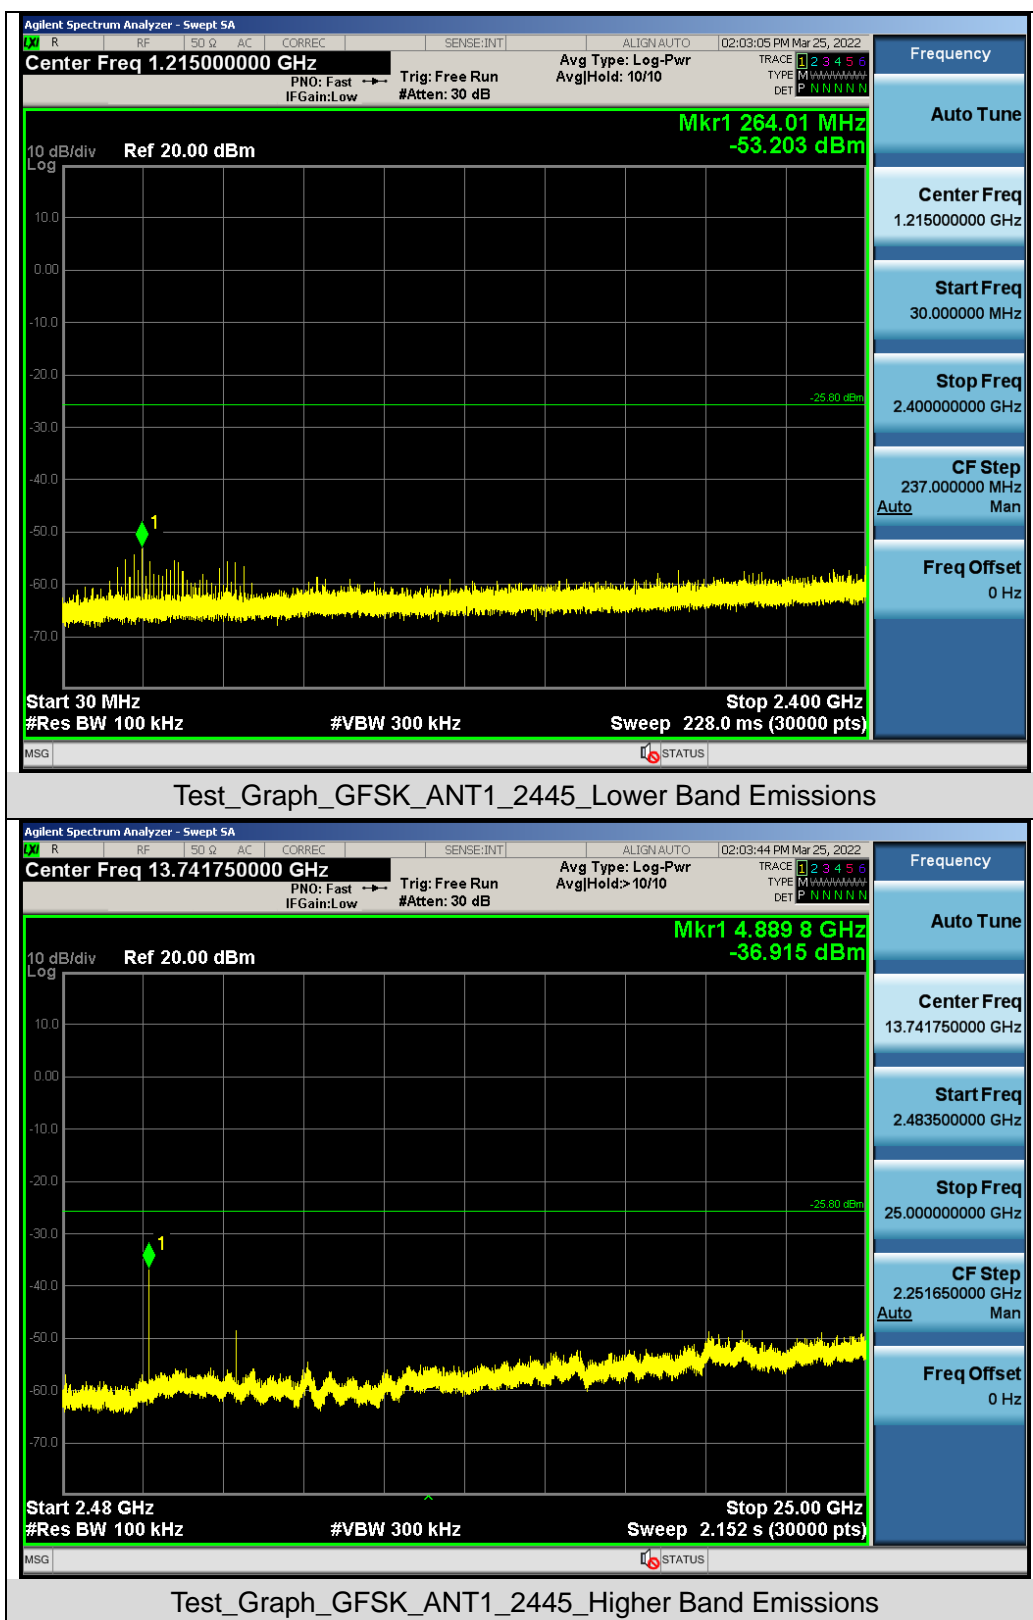 Agilent Spectrum Analyzer - Swept SA
LXI R RF 50 Ω AC CORREC SENSE:INT ALIGN AUTO 02:03:05 PM Mar 25, 2022
Center Freq 1.215000000 GHz
PNO: Fast
IFGain:Low
Trig: Free Run
#Atten: 30 dB
Avg Type: Log-Pwr
Avg|Hold: 10/10
TRACE 1 2 3 4 5 6
TYPE M
DET P N N N N N
Mkr1 264.01 MHz
-53.203 dBm
10 dB/div Ref 20.00 dBm
Log
10.0
0.00
-10.0
-20.0
-25.80 dBm
-30.0
-40.0
-50.0
1
-60.0
-70.0
Start 30 MHz Stop 2.400 GHz
#Res BW 100 kHz #VBW 300 kHz Sweep 228.0 ms (30000 pts)
MSG STATUS
Frequency
Auto Tune
Center Freq
1.215000000 GHz
Start Freq
30.000000 MHz
Stop Freq
2.400000000 GHz
CF Step
237.000000 MHz
Auto Man
Freq Offset
0 Hz
Test_Graph_GFSK_ANT1_2445_Lower Band Emissions
Agilent Spectrum Analyzer - Swept SA
LXI R RF 50 Ω AC CORREC SENSE:INT ALIGN AUTO 02:03:44 PM Mar 25, 2022
Center Freq 13.741750000 GHz
PNO: Fast
IFGain:Low
Trig: Free Run
#Atten: 30 dB
Avg Type: Log-Pwr
Avg|Hold:> 10/10
TRACE 1 2 3 4 5 6
TYPE M
DET P N N N N N
Mkr1 4.889 8 GHz
-36.915 dBm
10 dB/div Ref 20.00 dBm
Log
10.0
0.00
-10.0
-20.0
-25.80 dBm
-30.0
1
-40.0
-50.0
-60.0
-70.0
Start 2.48 GHz Stop 25.00 GHz
#Res BW 100 kHz #VBW 300 kHz Sweep 2.152 s (30000 pts)
MSG STATUS
Frequency
Auto Tune
Center Freq
13.741750000 GHz
Start Freq
2.483500000 GHz
Stop Freq
25.000000000 GHz
CF Step
2.251650000 GHz
Auto Man
Freq Offset
0 Hz
Test_Graph_GFSK_ANT1_2445_Higher Band Emissions